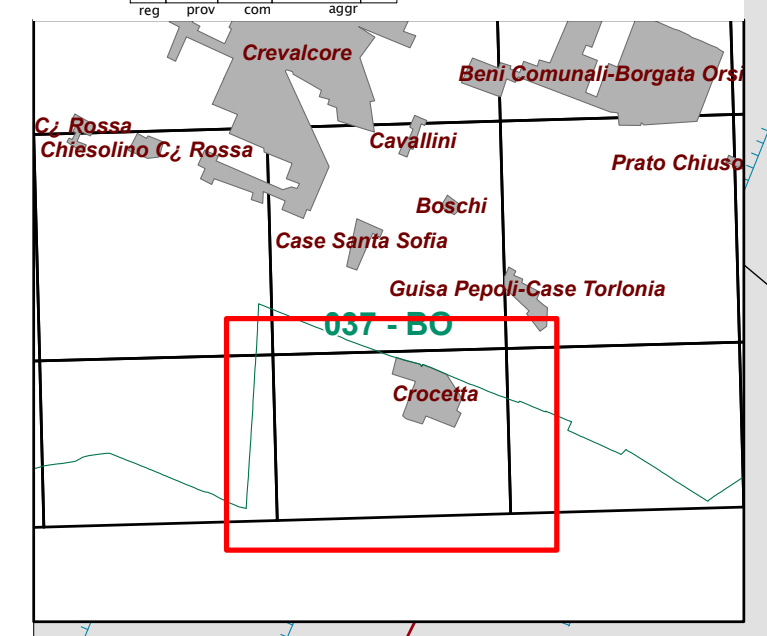 reg prov com aggr
Crevalcore
Beni Comunali-Borgata Orsi
C¿ Rossa
Cavallini
Chiesolino C¿ Rossa
Prato Chiuso
Boschi
Case Santa Sofia
Guisa Pepoli-Case Torlonia
037 - BO
Crocetta